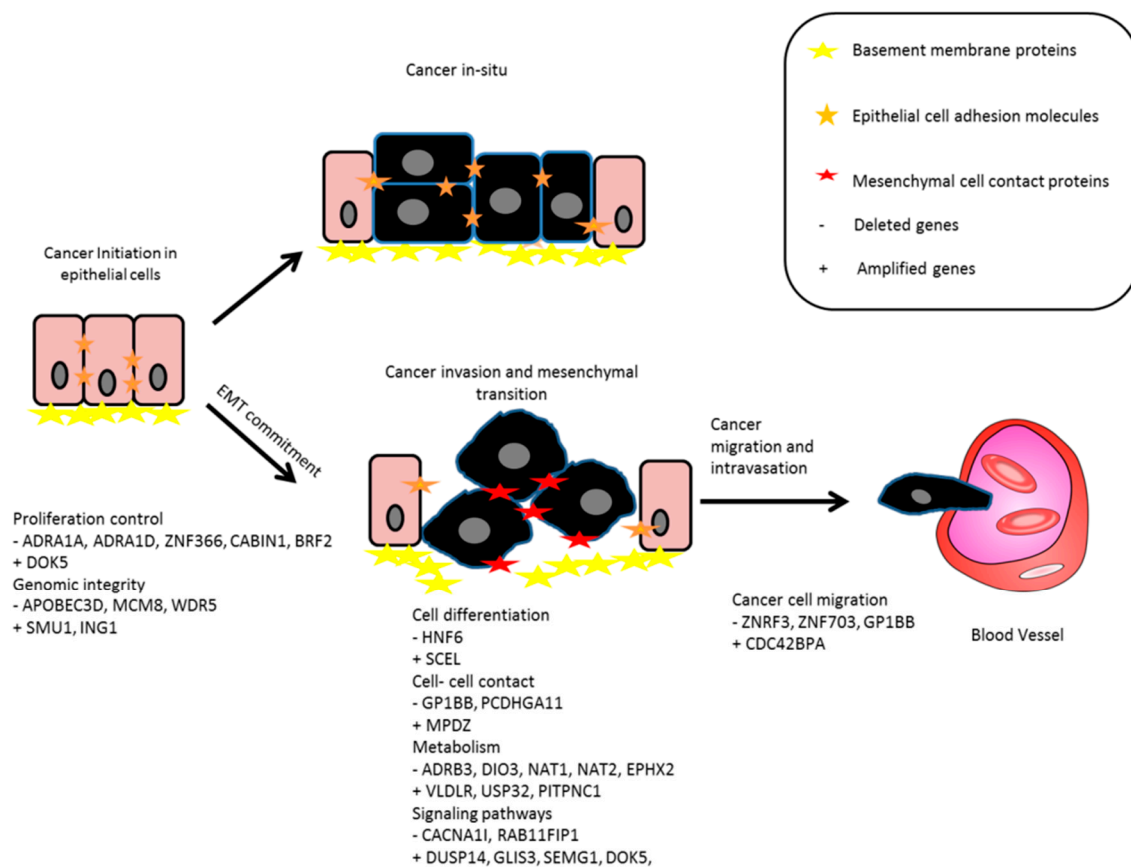 Cancer in-situ
Basement membrane proteins
Epithelial cell adhesion molecules
Mesenchymal cell contact proteins
- Deleted genes
+ Amplified genes
Cancer Initiation in
epithelial cells
EMT commitment
Cancer invasion and mesenchymal
transition
Cancer
migration and
intravasation
Proliferation control
- ADRA1A, ADRA1D, ZNF366, CABIN1, BRF2
+ DOK5
Genomic integrity
- APOBEC3D, MCM8, WDR5
+ SMU1, ING1
Cell differentiation
- HNF6
+ SCEL
Cell- cell contact
- GP1BB, PCDHGA11
+ MPDZ
Metabolism
- ADRB3, DIO3, NAT1, NAT2, EPHX2
+ VLDLR, USP32, PITPNC1
Signaling pathways
- CACNA1I, RAB11FIP1
+ DUSP14, GLIS3, SEMG1, DOK5,
Cancer cell migration
- ZNRF3, ZNF703, GP1BB
+ CDC42BPA
Blood Vessel